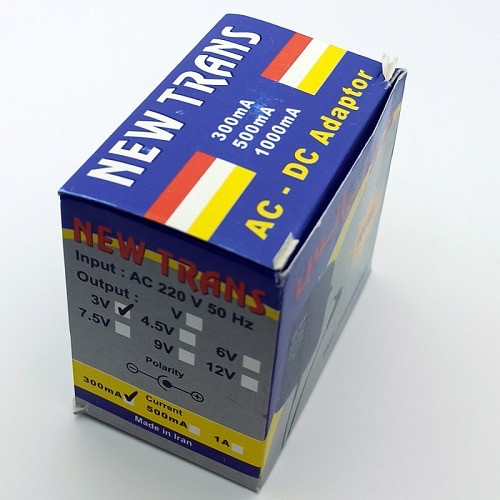 NEW TRANS
300mA
500mA
1000mA
AC - DC Adaptor
NEW TRANS
Input : AC 220 V 50 Hz
Output :
3V V
7.5V 4.5V 6V
9V 12V
Polarity
300mA Current
500mA 1A
Made in Iran